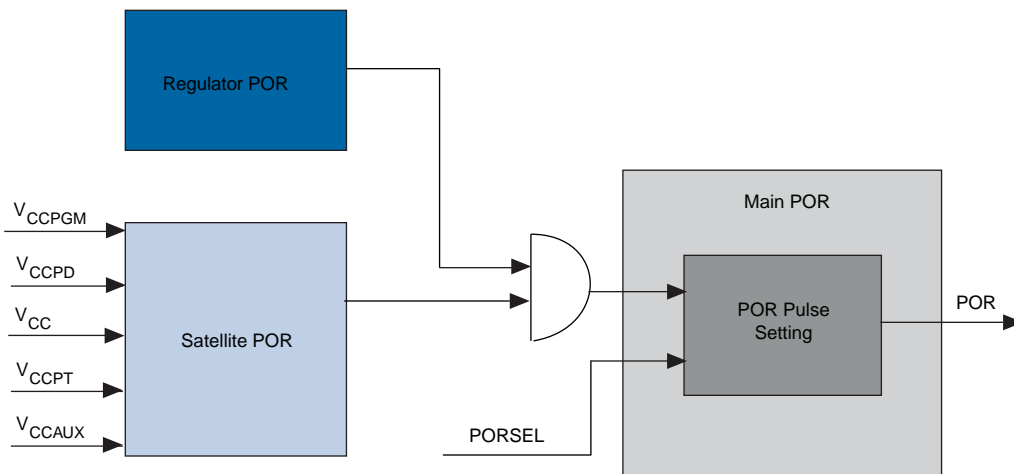 Regulator POR
VCCPGM
VCCPD
VCC
VCCPT
VCCAUX
Satellite POR
Main POR
POR Pulse
Setting
POR
PORSEL